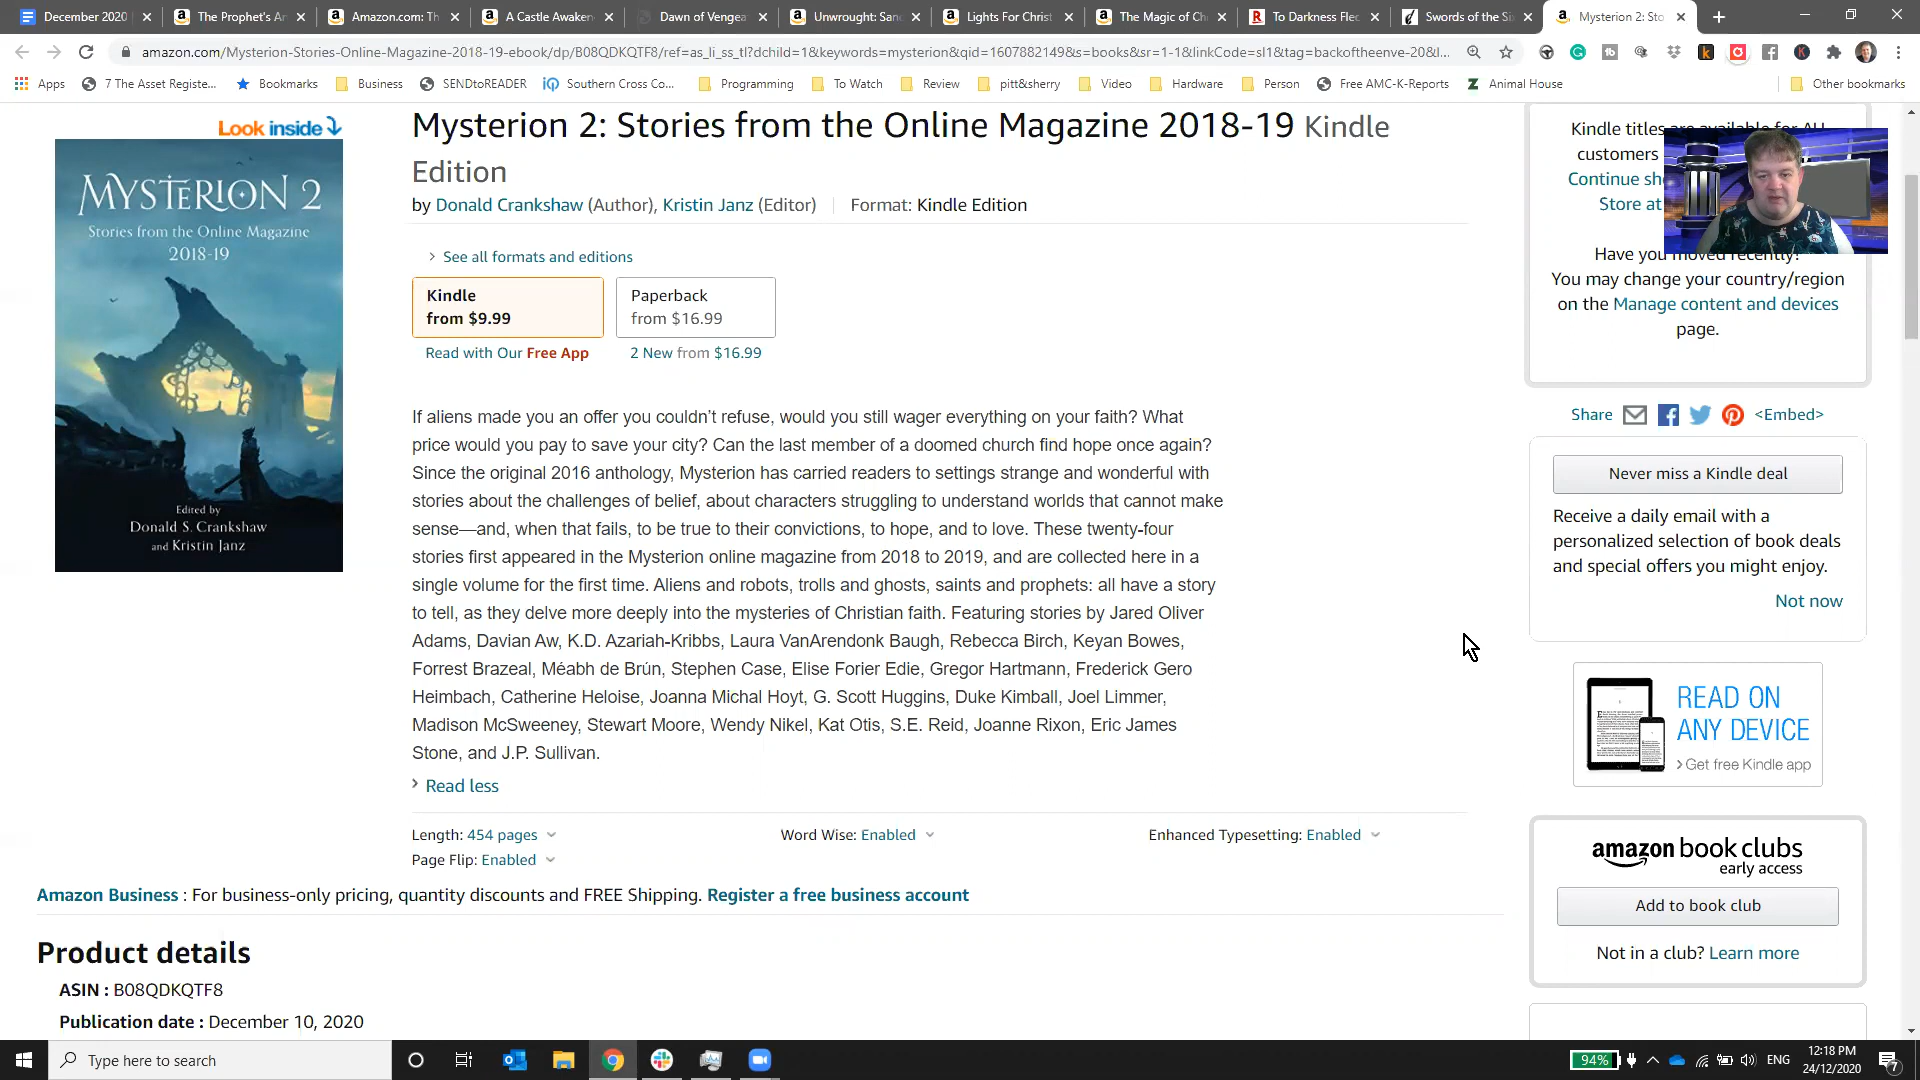 December 2020
The Prophet's Ar
Amazon.com: Th
A Castle Awaken
Dawn of Vengea
Unwrought: San
Lights For Christ
The Magic of Ch
To Darkness Flec
Swords of the Si
Mysterion 2: Sto
amazon.com/Mysterion-Stories-Online-Magazine-2018-19-ebook/dp/B08QDKQTF8/ref=as_li_ss_tl?dchild=1&keywords=mysterion&qid=1607882149&s=books&sr=1-1&linkCode=sl1&tag=backoftheenve-20&l...
Apps
7 The Asset Registe...
Bookmarks
Business
SENDtoREADER
Southern Cross Co...
Programming
To Watch
Review
pitt&sherry
Video
Hardware
Person
Free AMC-K-Reports
Animal House
Other bookmarks
Look inside
MYSTERION 2
Stories from the Online Magazine
2018-19
Edited by
Donald S. Crankshaw
and Kristin Janz
Mysterion 2: Stories from the Online Magazine 2018-19 Kindle
Edition
by Donald Crankshaw (Author), Kristin Janz (Editor) Format: Kindle Edition
See all formats and editions
Kindle
from $9.99
Paperback
from $16.99
Read with Our Free App
2 New from $16.99
If aliens made you an offer you couldn't refuse, would you still wager everything on your faith? What
price would you pay to save your city? Can the last member of a doomed church find hope once again?
Since the original 2016 anthology, Mysterion has carried readers to settings strange and wonderful with
stories about the challenges of belief, about characters struggling to understand worlds that cannot make
sense—and, when that fails, to be true to their convictions, to hope, and to love. These twenty-four
stories first appeared in the Mysterion online magazine from 2018 to 2019, and are collected here in a
single volume for the first time. Aliens and robots, trolls and ghosts, saints and prophets: all have a story
to tell, as they delve more deeply into the mysteries of Christian faith. Featuring stories by Jared Oliver
Adams, Davian Aw, K.D. Azariah-Kribbs, Laura VanArendonk Baugh, Rebecca Birch, Keyan Bowes,
Forrest Brazeal, Méabh de Brún, Stephen Case, Elise Forier Edie, Gregor Hartmann, Frederick Gero
Heimbach, Catherine Heloise, Joanna Michal Hoyt, G. Scott Huggins, Duke Kimball, Joel Limmer,
Madison McSweeney, Stewart Moore, Wendy Nikel, Kat Otis, S.E. Reid, Joanne Rixon, Eric James
Stone, and J.P. Sullivan.
Read less
Length: 454 pages
Word Wise: Enabled
Enhanced Typesetting: Enabled
Page Flip: Enabled
Amazon Business : For business-only pricing, quantity discounts and FREE Shipping. Register a free business account
Product details
ASIN : B08QDKQTF8
Publication date : December 10, 2020
Kindle titles are available for AU
customers
Continue sh
Store at
Have you moved recently?
You may change your country/region
on the Manage content and devices
page.
Share <Embed>
Never miss a Kindle deal
Receive a daily email with a
personalized selection of book deals
and special offers you might enjoy.
Not now
READ ON
ANY DEVICE
Get free Kindle app
amazon book clubs
early access
Add to book club
Not in a club? Learn more
Type here to search
94%
ENG
12:18 PM
24/12/2020
7